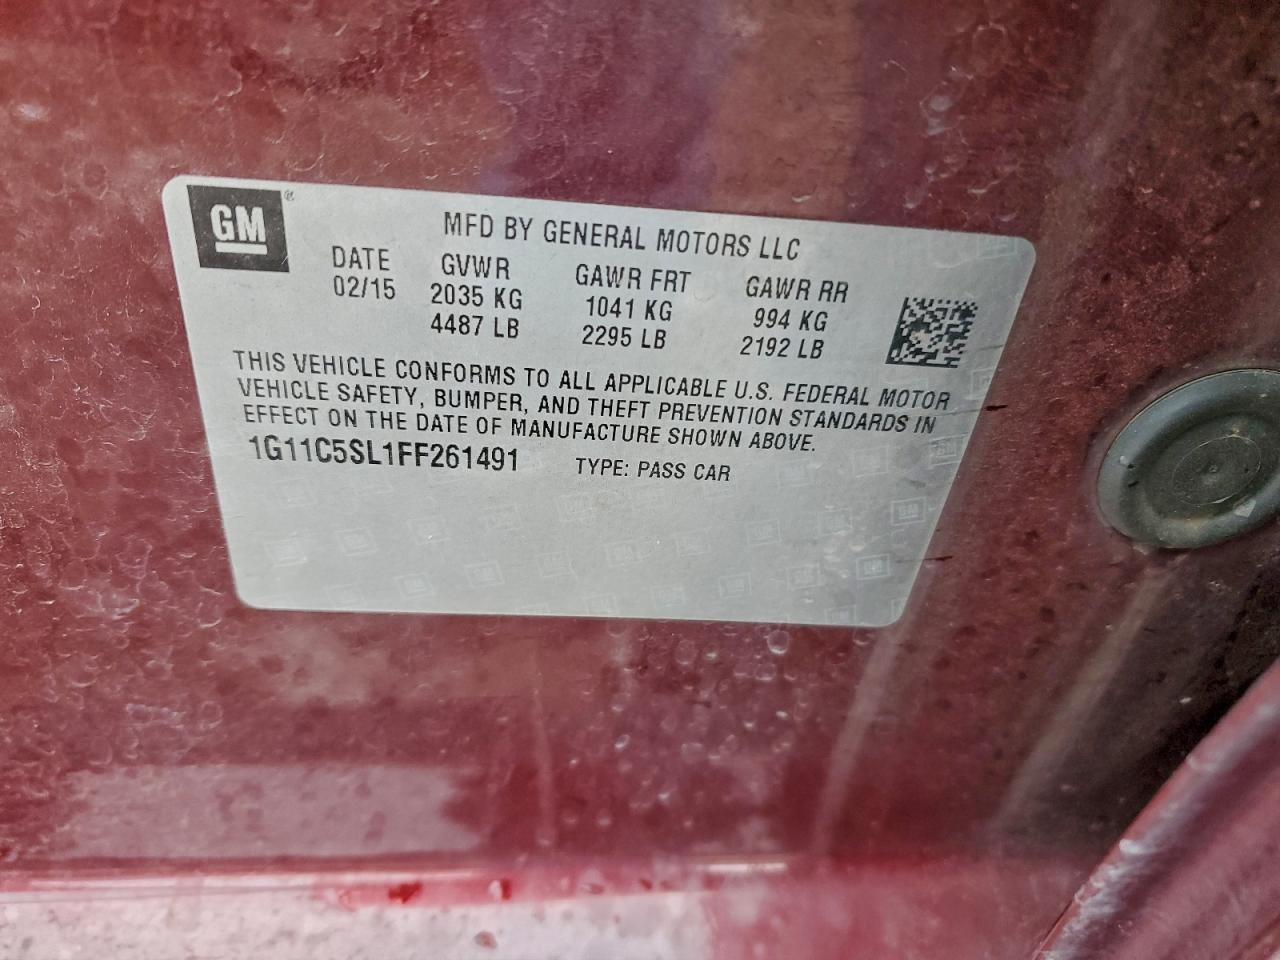 GM ®
MFD BY GENERAL MOTORS LLC
DATE GVWR GAWR FRT GAWR RR
02/15 2035 KG 1041 KG 994 KG
4487 LB 2295 LB 2192 LB
THIS VEHICLE CONFORMS TO ALL APPLICABLE U.S. FEDERAL MOTOR
VEHICLE SAFETY, BUMPER, AND THEFT PREVENTION STANDARDS IN
EFFECT ON THE DATE OF MANUFACTURE SHOWN ABOVE.
1G11C5SL1FF261491 TYPE: PASS CAR